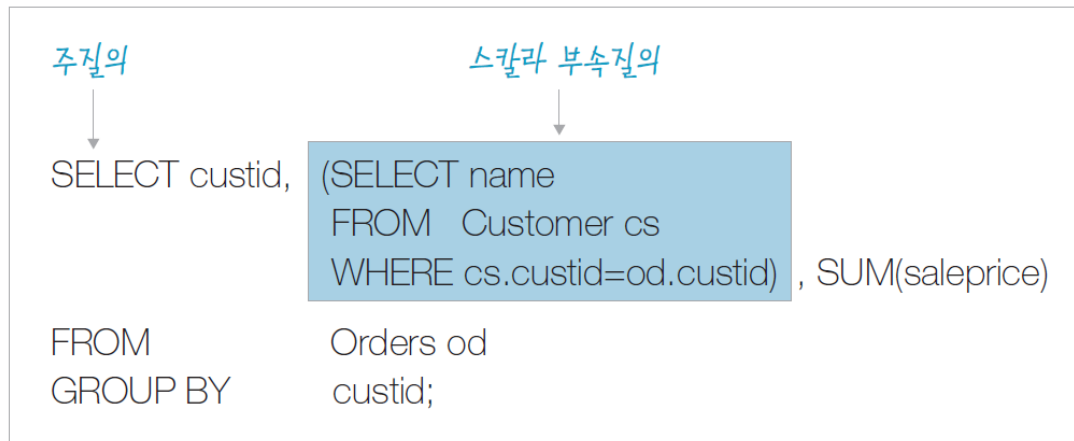 주질의 스칼라 부속질의
SELECT custid, (SELECT name
FROM Customer cs
WHERE cs.custid=od.custid) , SUM(saleprice)
FROM Orders od
GROUP BY custid;